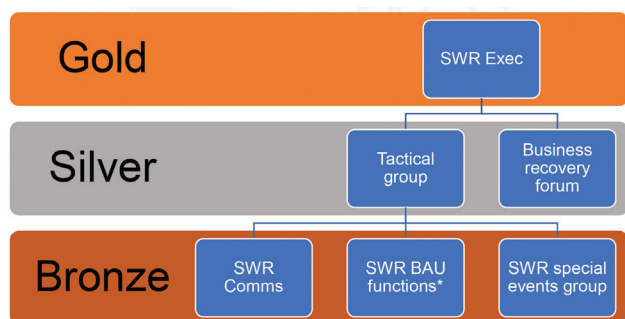 Gold
SWR Exec
Silver
Tactical
group
Business
recovery
forum
Bronze
SWR
Comms
SWR BAU
functions*
SWR special
events group